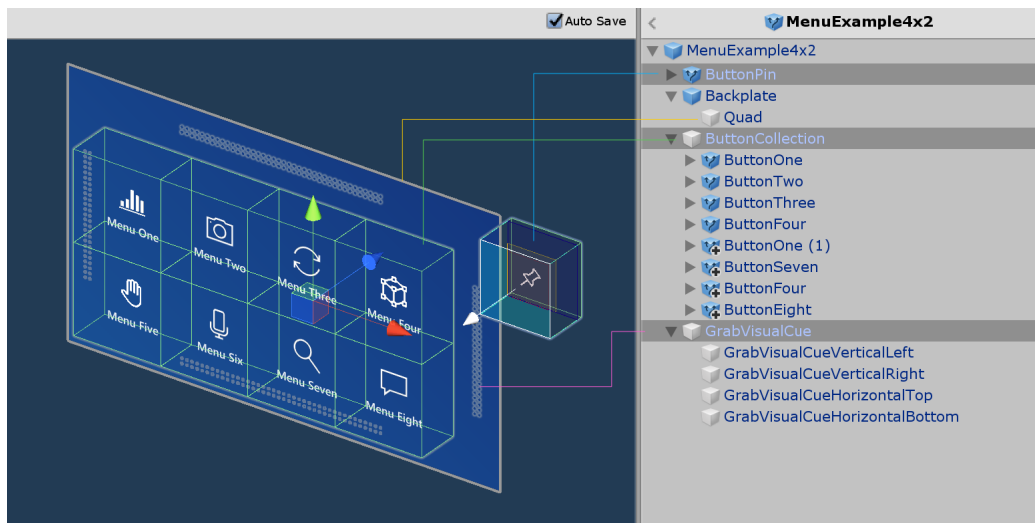 Auto Save
MenuExample4x2
MenuExample4x2
ButtonPin
Backplate
Quad
ButtonCollection
ButtonOne
ButtonTwo
ButtonThree
ButtonFour
ButtonOne (1)
ButtonSeven
ButtonFour
ButtonEight
GrabVisualCue
GrabVisualCueVerticalLeft
GrabVisualCueVerticalRight
GrabVisualCueHorizontalTop
GrabVisualCueHorizontalBottom
Menu One
Menu Two
Menu Three
Menu Four
Menu Five
Menu Six
Menu Seven
Menu Eight